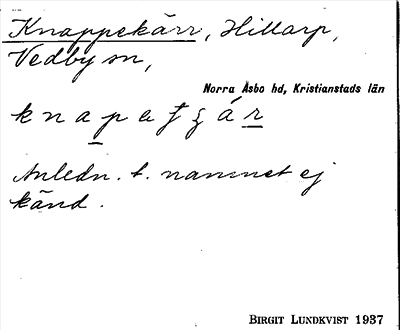 Knappekärr, Hillarp,
Vedby sn,
Norra Åsbo hd, Kristianstads län
Anledn. t. namnet ej
känd.
BIRGIT LUNDKVIST 1937